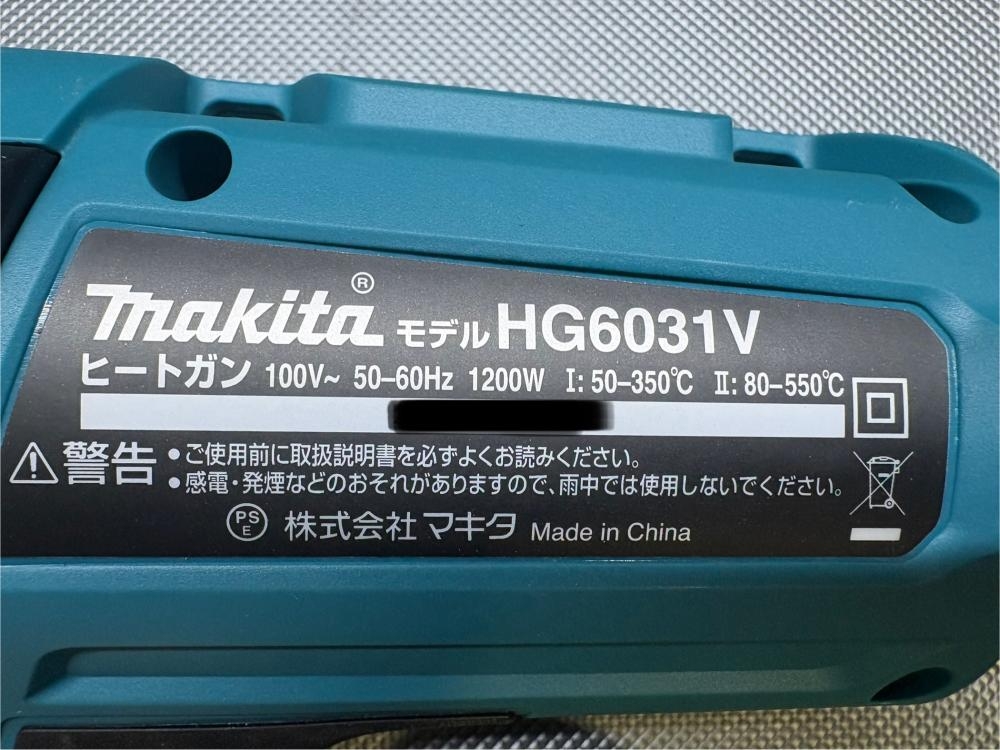 makita® モデル HG6031V
ヒートガン 100V~ 50-60Hz 1200W Ⅰ: 50-350℃ Ⅱ: 80-550℃
⚠警告 •ご使用前に取扱説明書を必ずよくお読みください。
•感電・発煙などのおそれがありますので、雨中では使用しないでください。
PS E 株式会社 マキタ Made in China